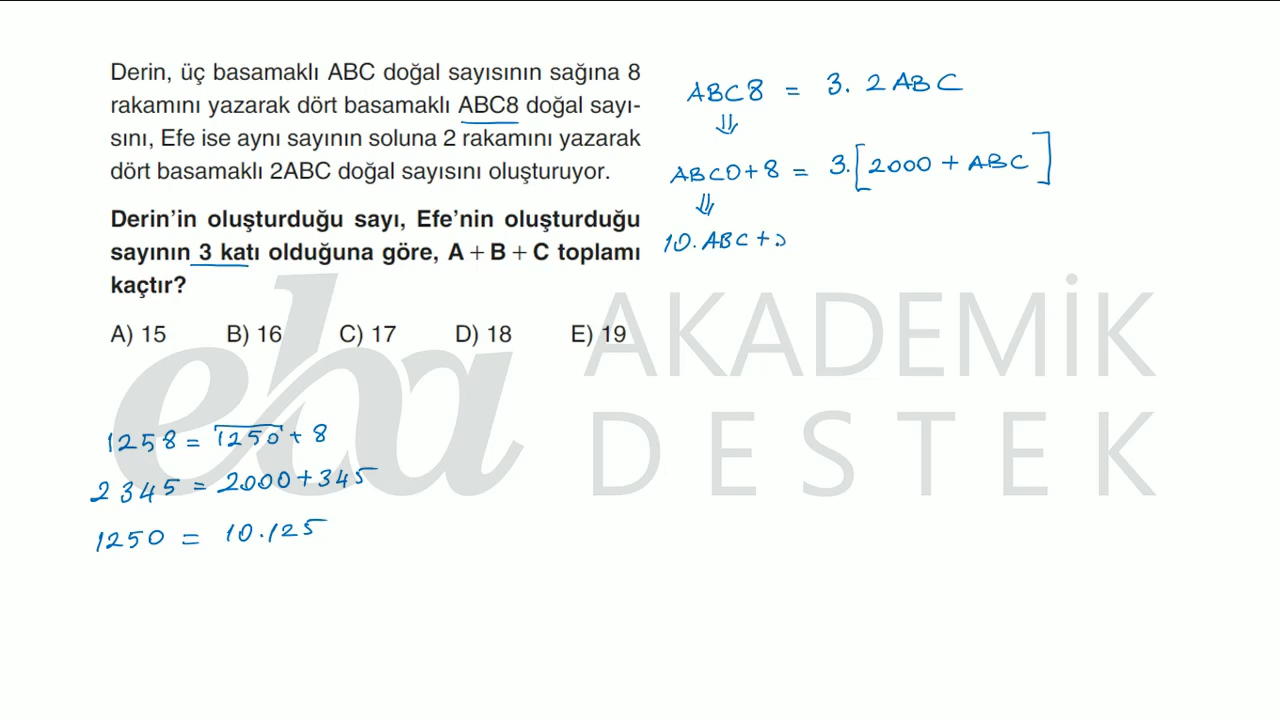 Derin, üç basamaklı ABC doğal sayısının sağına 8
rakamını yazarak dört basamaklı ABC8 doğal sayı-
sını, Efe ise aynı sayının soluna 2 rakamını yazarak
dört basamaklı 2ABC doğal sayısını oluşturuyor.
Derin'in oluşturduğu sayı, Efe'nin oluşturduğu
sayının 3 katı olduğuna göre, A + B + C toplamı
kaçtır?
A) 15 B) 16 C) 17 D) 18 E) 19
ABC8 = 3. 2ABC
⇓
ABC0+8 = 3.[2000 + ABC]
⇓
10.ABC +
1258 = 1250 + 8
2345 = 2000+345
1250 = 10.125
eba
AKADEMİK
DESTEK